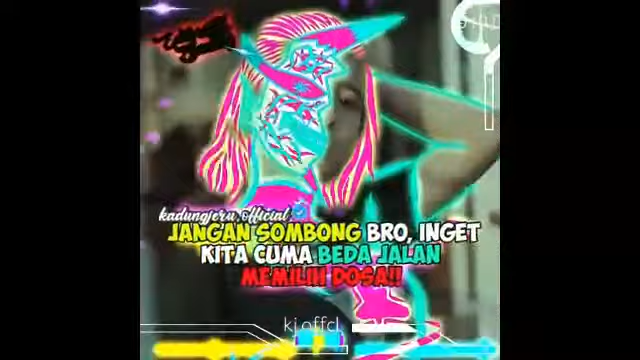 kadungjeru.official
JANGAN SOMBONG BRO, INGET
KITA CUMA BEDA JALAN
MEMILIH DOSA!!
kj.offcl